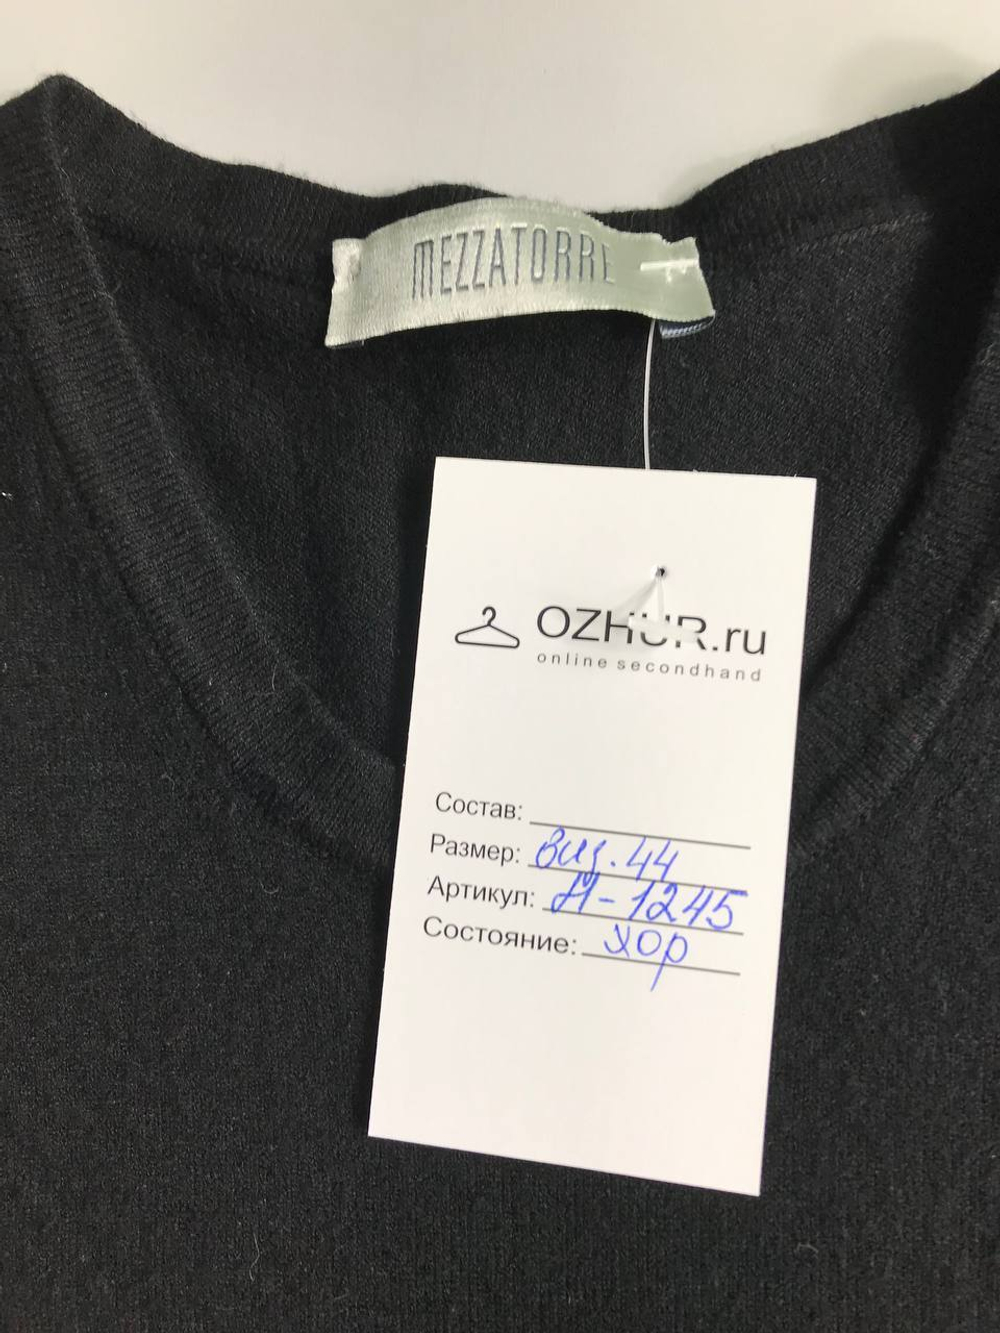 MEZZATORRE
OZHUR.ru
online secondhand
Состав:
Размер: виз. 44
Артикул: Д-1245
Состояние: хор